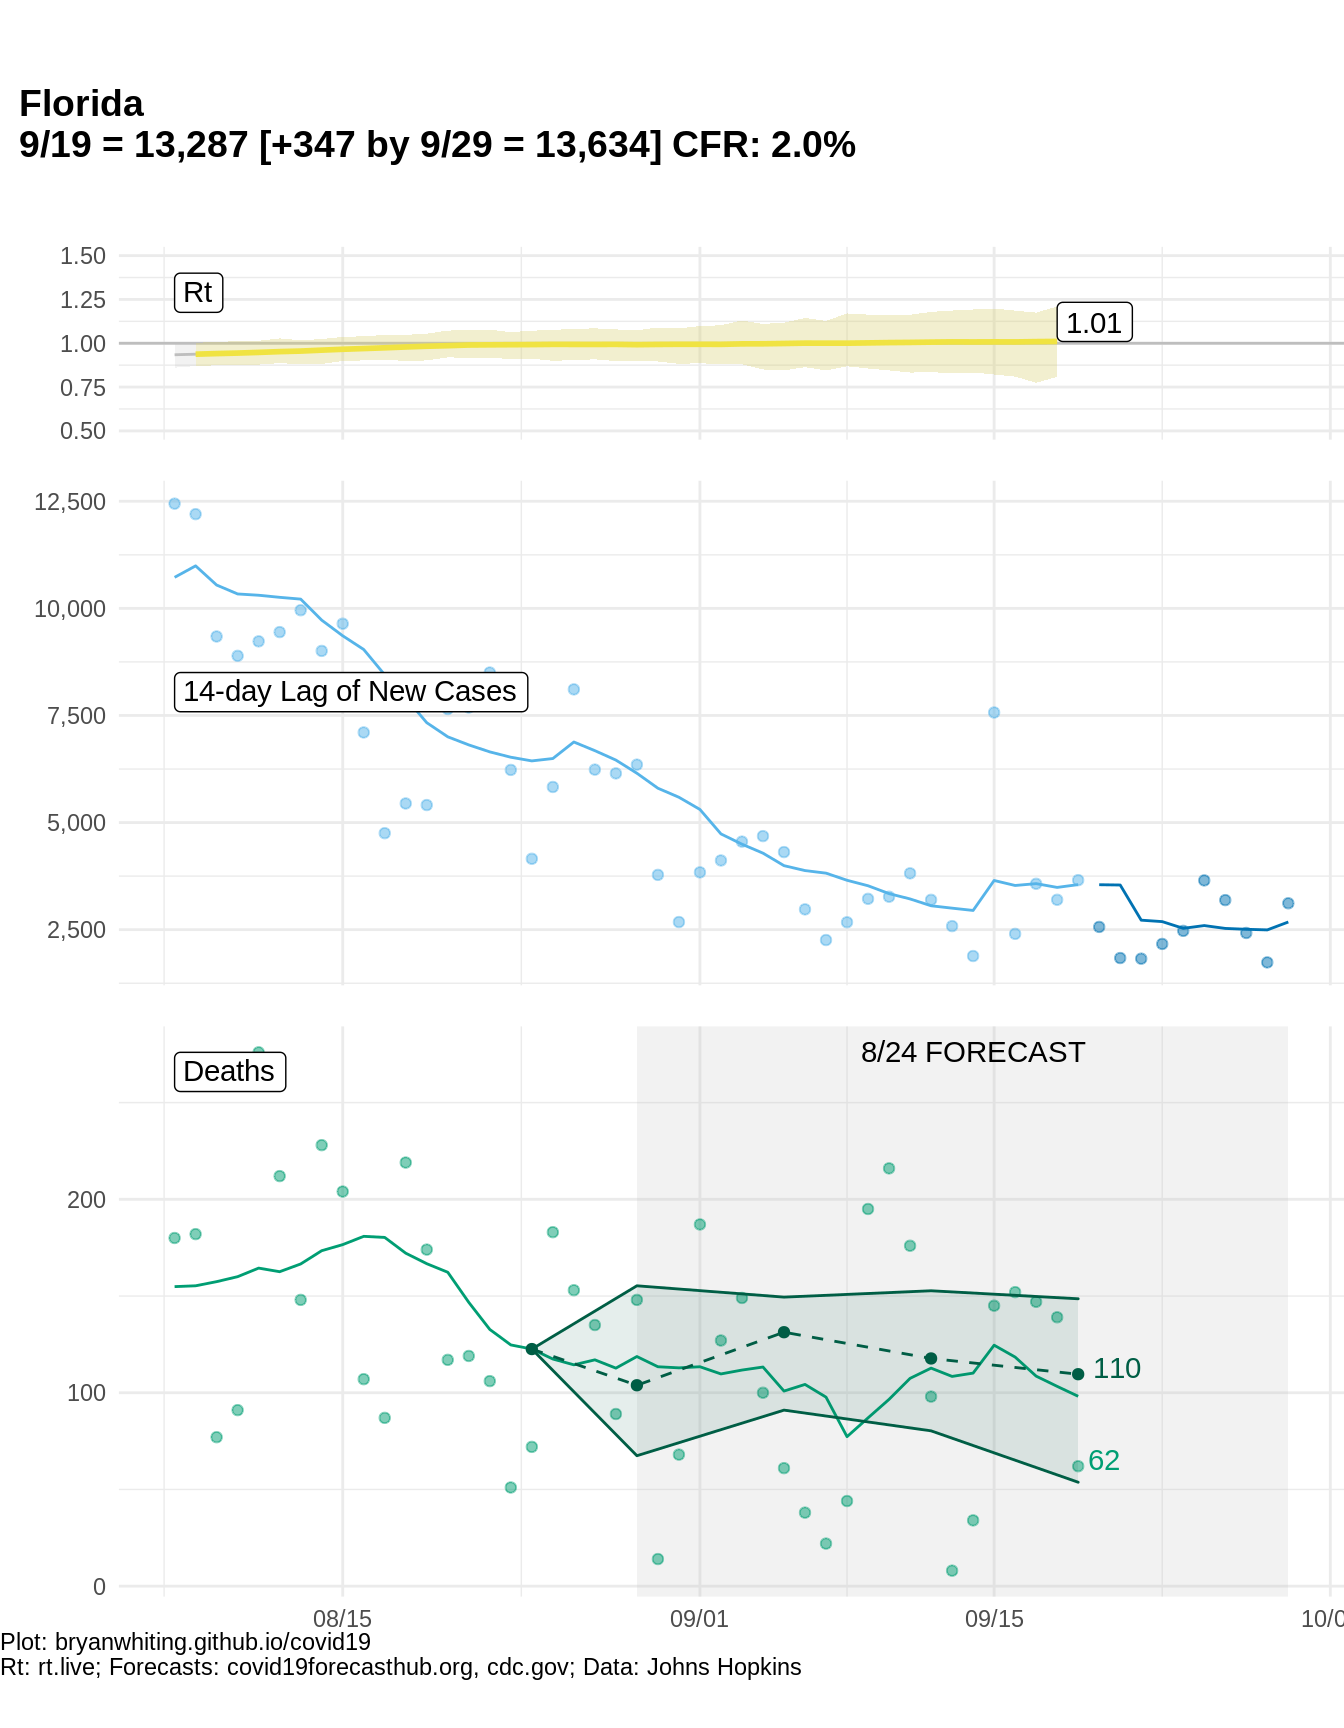 Florida
9/19 = 13,287 [+347 by 9/29 = 13,634] CFR: 2.0%
1.50
1.25
1.00
0.75
0.50
Rt
1.01
12,500
10,000
7,500
5,000
2,500
14-day Lag of New Cases
Deaths
8/24 FORECAST
200
100
0
110
62
08/15
09/01
09/15
10/0
Plot: bryanwhiting.github.io/covid19
Rt: rt.live; Forecasts: covid19forecasthub.org, cdc.gov; Data: Johns Hopkins